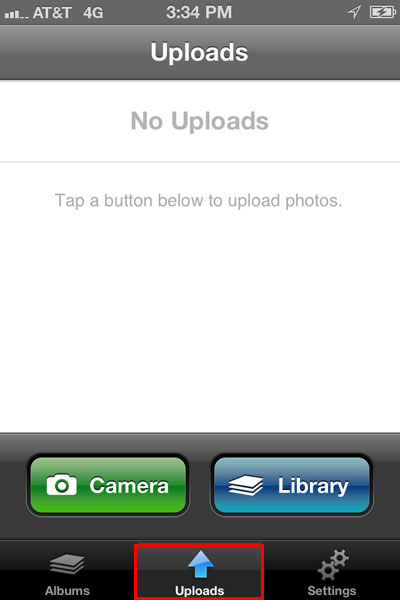 AT&T 4G 3:34 PM
Uploads
No Uploads
Tap a button below to upload photos.
Camera Library
Albums Uploads Settings